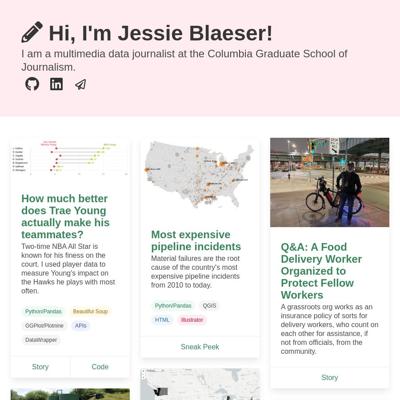 Hi, I'm Jessie Blaeser!
I am a multimedia data journalist at the Columbia Graduate School of
Journalism.
How much better
does Trae Young
actually make his
teammates?
Two-time NBA All Star is
known for his finess on the
court. I used player data to
measure Young's impact on
the Hawks he plays with most
often.
Python/Pandas
Beautiful Soup
GGPlot/Plotnine
APIs
DataWrapper
Story
Code
Most expensive
pipeline incidents
Material failures are the root
cause of the country's most
expensive pipeline incidents
from 2010 to today.
Python/Pandas
QGIS
HTML
Illustrator
Sneak Peek
Q&A: A Food
Delivery Worker
Organized to
Protect Fellow
Workers
A grassroots org works as an
insurance policy of sorts for
delivery workers, who count on
each other for assistance, if
not from officials, from the
community.
Story